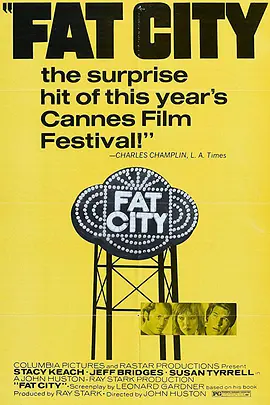 "FAT CITY
the surprise
hit of this year's
Cannes Film
Festival!"
—CHARLES CHAMPLIN, L.A. Times
FAT
CITY
COLUMBIA PICTURES and RASTAR PRODUCTIONS Present
STACY KEACH · JEFF BRIDGES · SUSAN TYRRELL in
A JOHN HUSTON-RAY STARK PRODUCTION
"FAT CITY" · Screenplay by LEONARD GARDNER based on his book
Produced by RAY STARK · Directed by JOHN HUSTON
PG